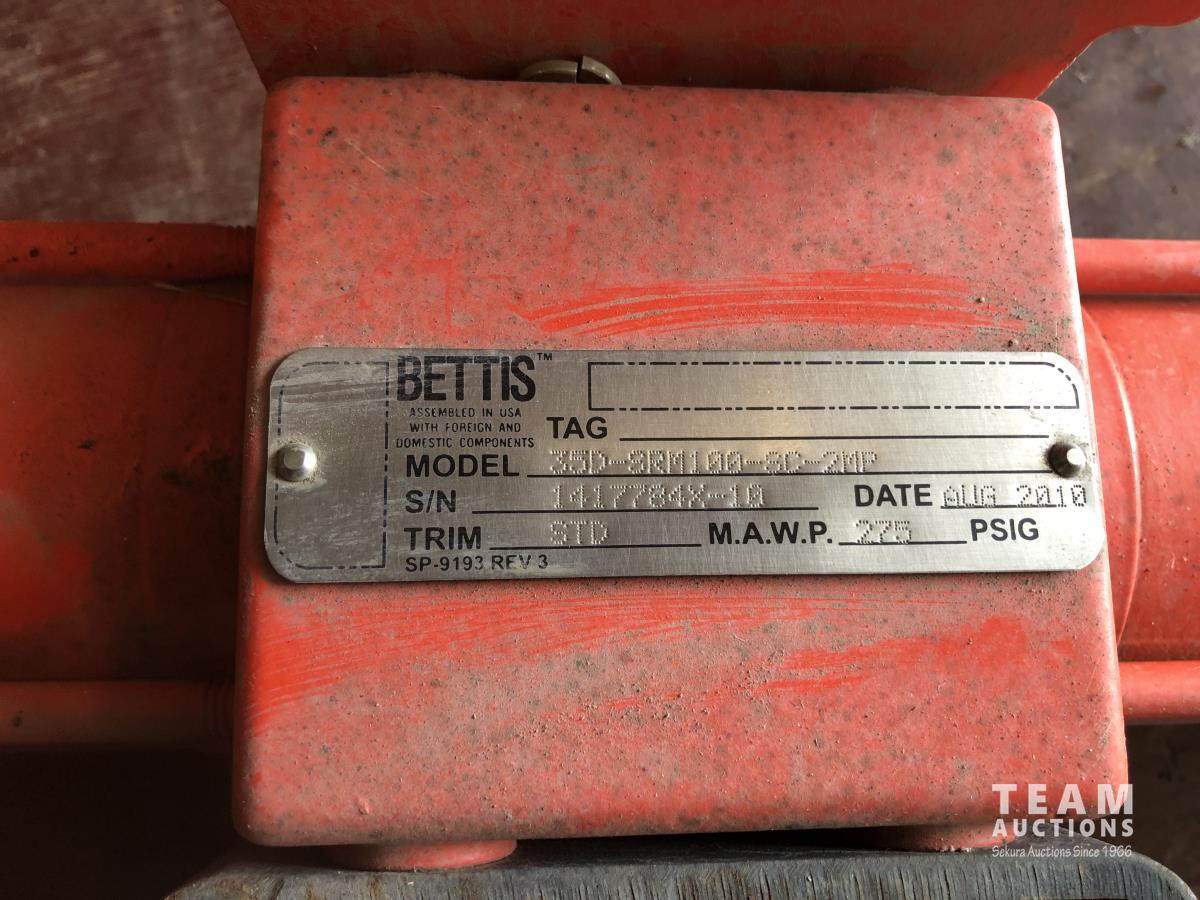 BETTIS™
ASSEMBLED IN USA
WITH FOREIGN AND
DOMESTIC COMPONENTS
TAG
MODEL 35D-SRM100-SC-2MP
S/N 1417784X-10 DATE AUG 2010
TRIM STD M.A.W.P. 275 PSIG
SP-9193 REV 3
TEAM
AUCTIONS
Sekura Auctions Since 1966